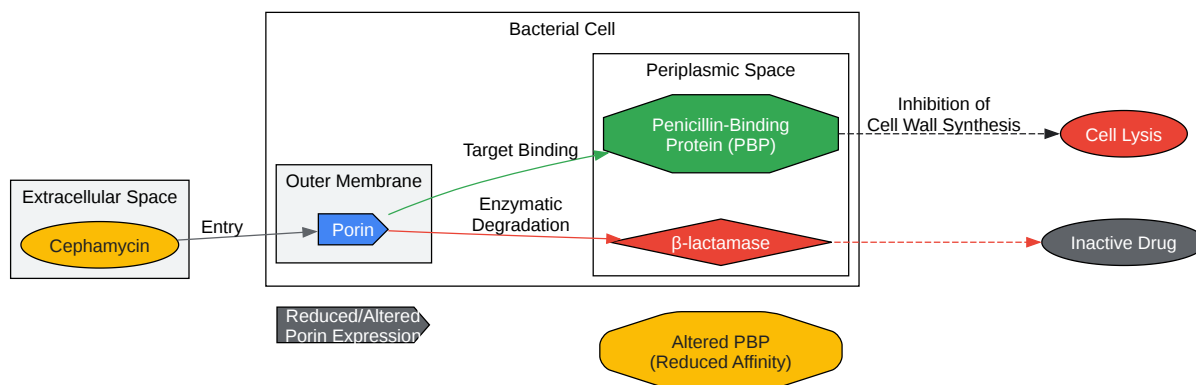 Bacterial Cell
Periplasmic Space
Penicillin-Binding
Protein (PBP)
Inhibition of
Cell Wall Synthesis
Cell Lysis
Target Binding
Outer Membrane
Extracellular Space
Cephamycin
Entry
Porin
Enzymatic
Degradation
β-lactamase
Inactive Drug
Reduced/Altered
Porin Expression
Altered PBP
(Reduced Affinity)